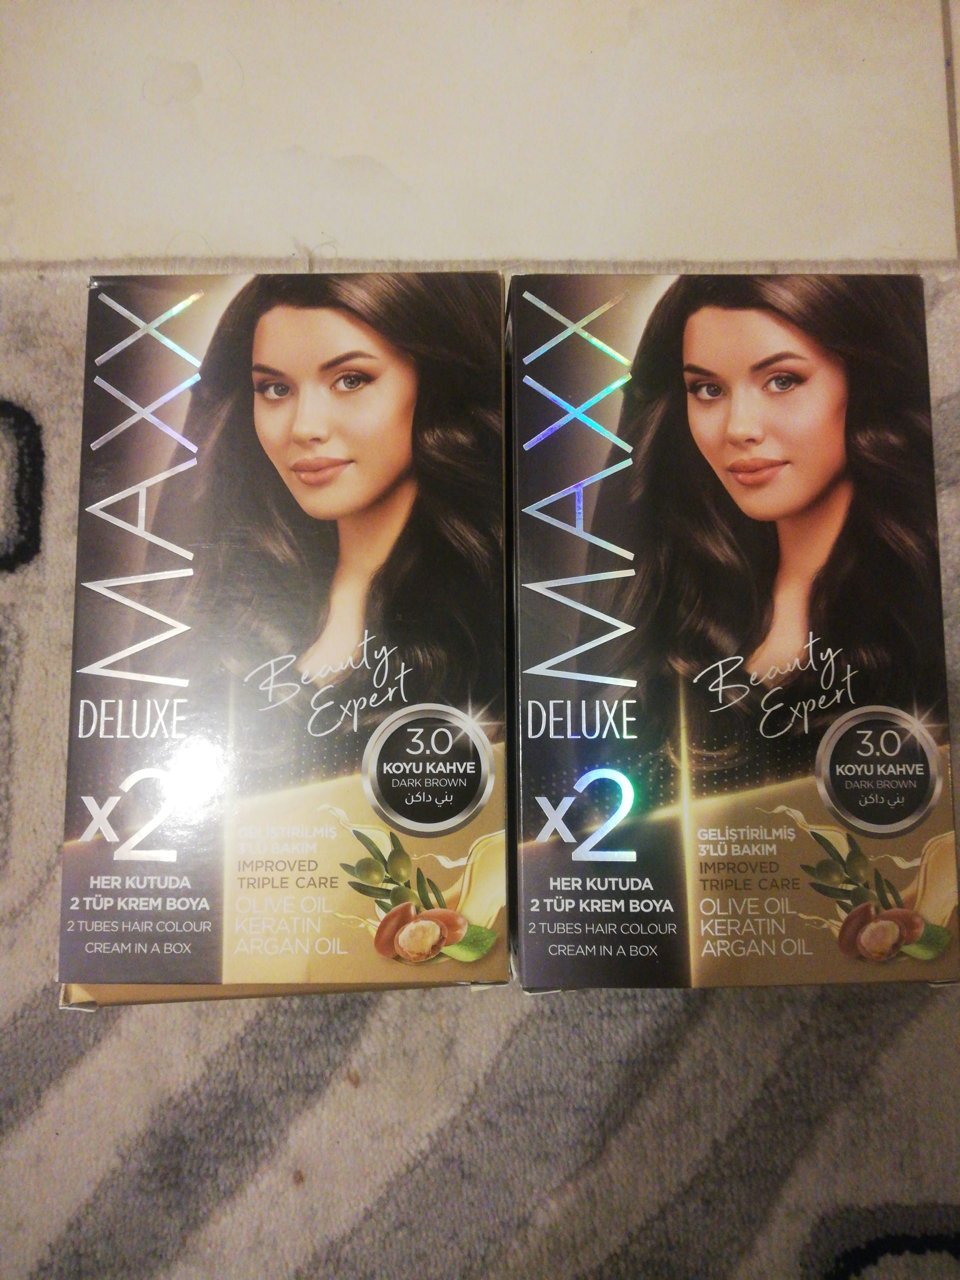 MAXX
DELUXE
Beauty
Expert
3.0
KOYU KAHVE
DARK BROWN
بني داكن
x2
HER KUTUDA
2 TÜP KREM BOYA
2 TUBES HAIR COLOUR
CREAM IN A BOX
GELİŞTİRİLMİŞ
3'LÜ BAKIM
IMPROVED
TRIPLE CARE
OLIVE OIL
KERATIN
ARGAN OIL
MAXX
DELUXE
Beauty
Expert
3.0
KOYU KAHVE
DARK BROWN
بني داكن
x2
HER KUTUDA
2 TÜP KREM BOYA
2 TUBES HAIR COLOUR
CREAM IN A BOX
GELİŞTİRİLMİŞ
3'LÜ BAKIM
IMPROVED
TRIPLE CARE
OLIVE OIL
KERATIN
ARGAN OIL